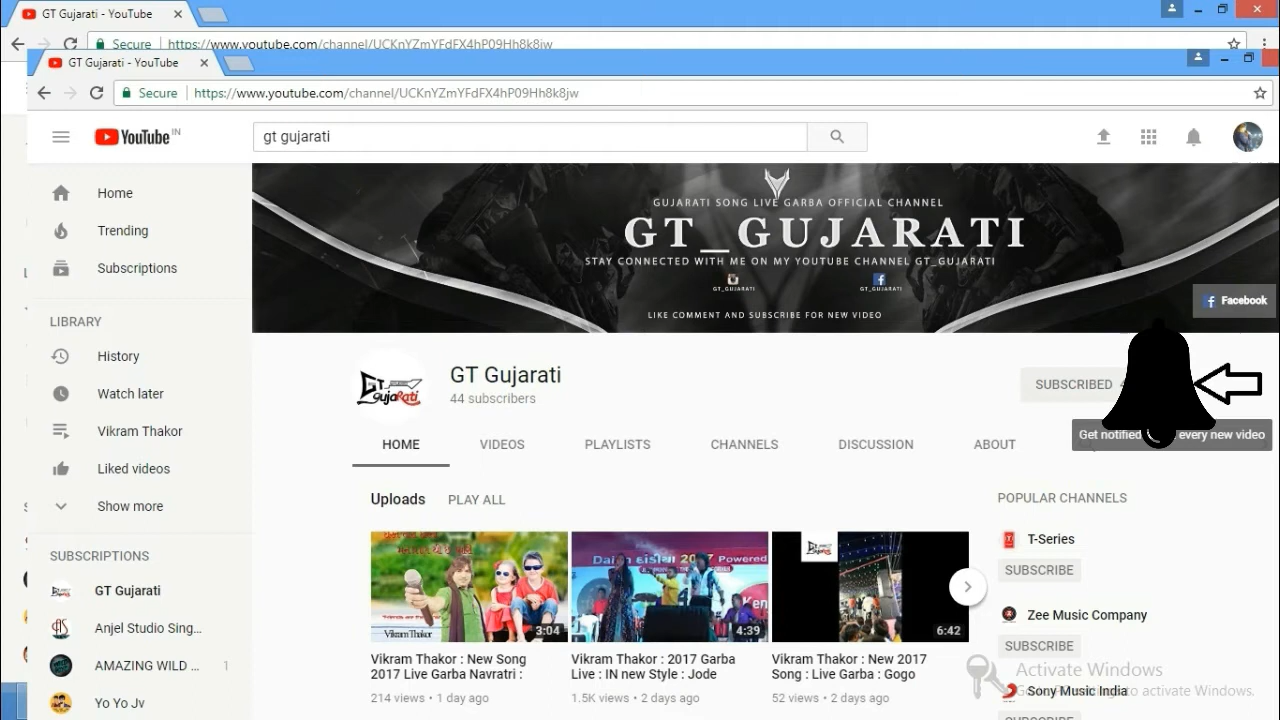 GT Gujarati - YouTube
Secure
https://www.youtube.com/channel/UCKnYZmYFdFX4hP09Hh8k8jw
GT Gujarati - YouTube
Secure
https://www.youtube.com/channel/UCKnYZmYFdFX4hP09Hh8k8jw
YouTube IN
gt gujarati
Home
Trending
Subscriptions
LIBRARY
History
Watch later
Vikram Thakor
Liked videos
Show more
SUBSCRIPTIONS
GT Gujarati
Anjel Studio Sing...
AMAZING WILD ... 1
Yo Yo Jv
GUJARATI SONG LIVE GARBA OFFICIAL CHANNEL
GT_GUJARATI
STAY CONNECTED WITH ME ON MY YOUTUBE CHANNEL GT_GUJARATI
GT_GUJARATI
GT_GUJARATI
LIKE COMMENT AND SUBSCRIBE FOR NEW VIDEO
Facebook
GT Gujarati
GT Gujarati
44 subscribers
SUBSCRIBED
Get notified every new video
HOME
VIDEOS
PLAYLISTS
CHANNELS
DISCUSSION
ABOUT
Uploads
PLAY ALL
Vikram Thakor
3:04
2017 Powered
4:39
6:42
Vikram Thakor : New Song
2017 Live Garba Navratri :
214 views • 1 day ago
Vikram Thakor : 2017 Garba
Live : IN new Style : Jode
1.5K views • 2 days ago
Vikram Thakor : New 2017
Song : Live Garba : Gogo
52 views • 2 days ago
POPULAR CHANNELS
T-Series
SUBSCRIBE
Zee Music Company
SUBSCRIBE
Sony Music India
SUBSCRIBE
Activate Windows
to activate Windows.